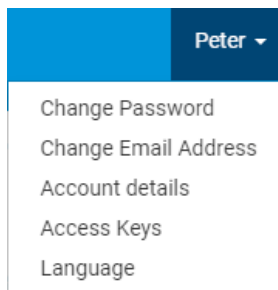 Peter
Change Password
Change Email Address
Account details
Access Keys
Language